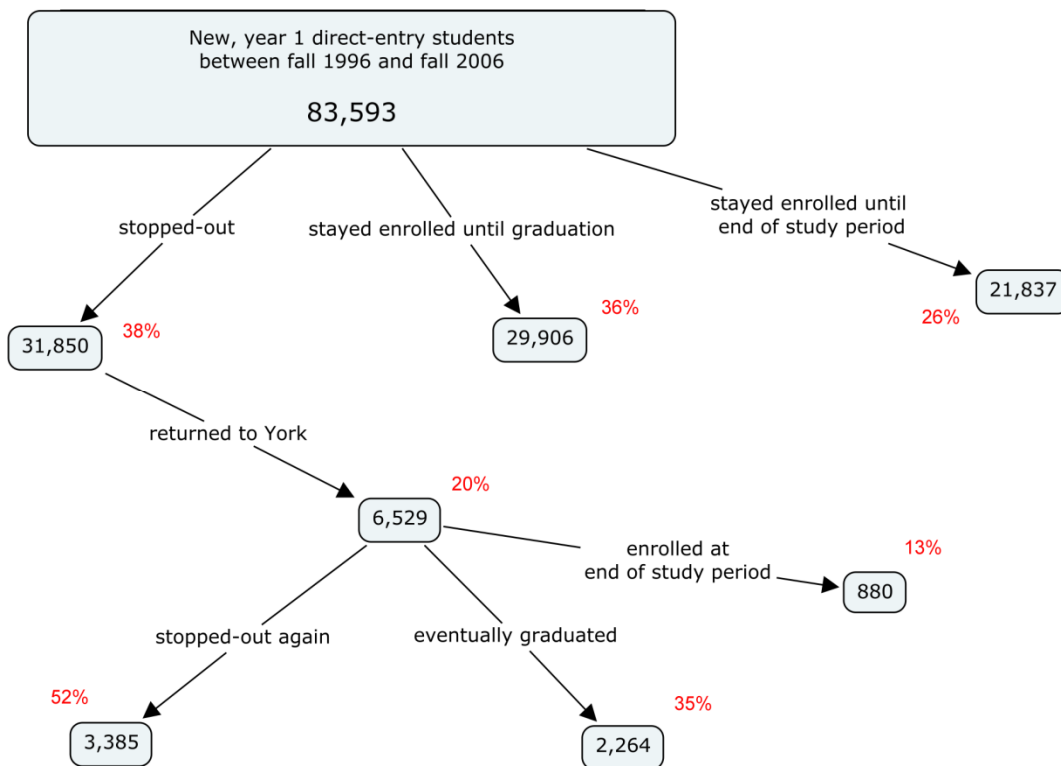 New, year 1 direct-entry students
between fall 1996 and fall 2006
83,593
stopped-out
stayed enrolled until graduation
stayed enrolled until
end of study period
31,850
38%
29,906
36%
21,837
26%
returned to York
6,529
20%
enrolled at
end of study period
880
13%
stopped-out again
eventually graduated
52%
3,385
35%
2,264